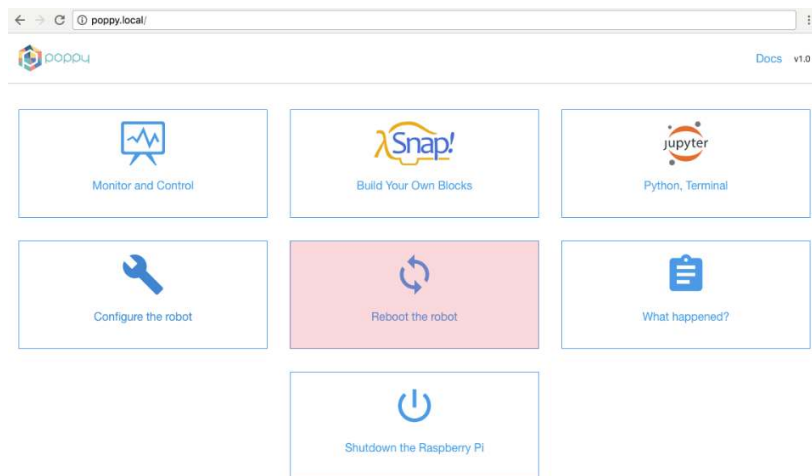 poppy.local/
poppy
Docs v1.0
Monitor and Control
λSnap!
Build Your Own Blocks
jupyter
Python, Terminal
Configure the robot
Reboot the robot
What happened?
Shutdown the Raspberry Pi